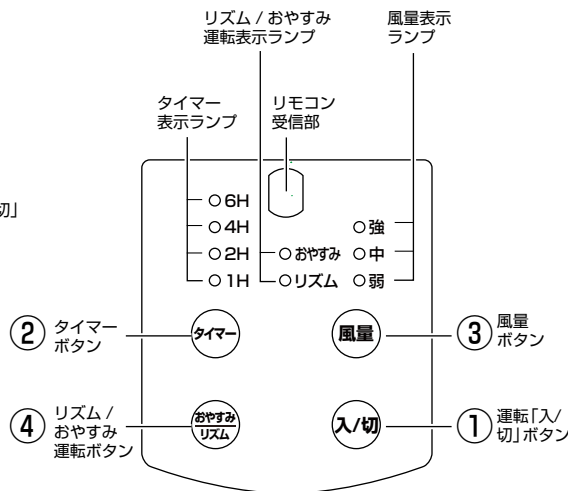 リズム / おやすみ
運転表示ランプ
風量表示
ランプ
タイマー
表示ランプ
リモコン
受信部
切」
6H
4H
2H
1H
おやすみ
リズム
強
中
弱
② タイマー
ボタン
タイマー
風量
③ 風量
ボタン
④ リズム /
おやすみ
運転ボタン
おやすみ
リズム
入/切
① 運転「入/
切」ボタン